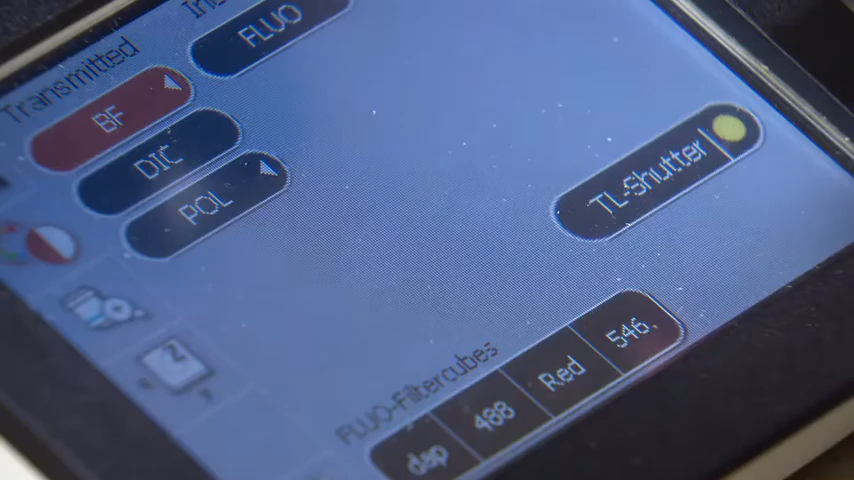 Transmitted
FLUO
BF
DIC
POL
TL-Shutter
FLUO-Filtercubes
dap
488
Red
546.